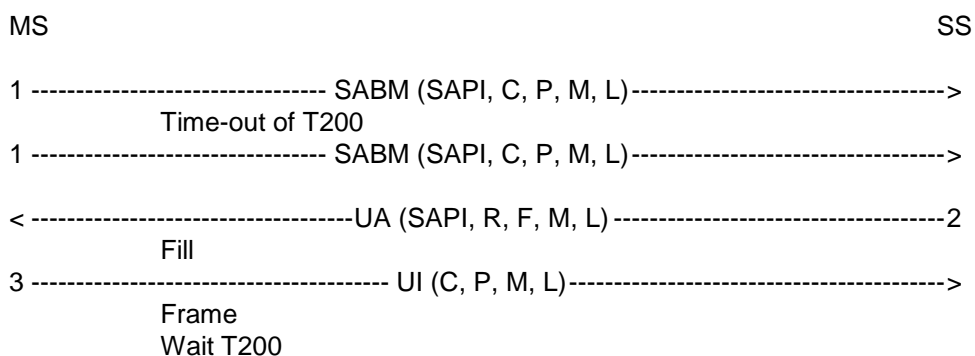 MS SS
1 --------------------------------- SABM (SAPI, C, P, M, L)----------------------------------->
Time-out of T200
1 --------------------------------- SABM (SAPI, C, P, M, L)----------------------------------->
< ------------------------------------UA (SAPI, R, F, M, L) -------------------------------------2
Fill
3 ---------------------------------------- UI (C, P, M, L)------------------------------------------>
Frame
Wait T200